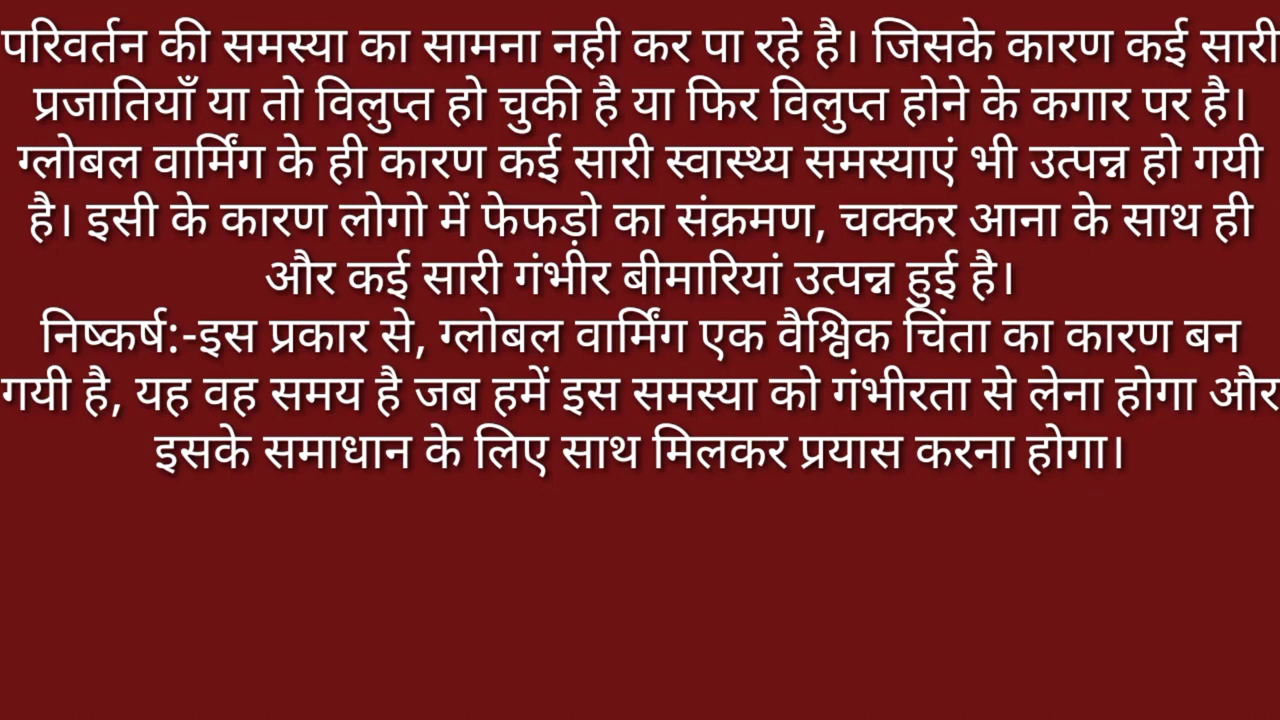 परिवर्तन की समस्या का सामना नही कर पा रहे है। जिसके कारण कई सारी
प्रजातियाँ या तो विलुप्त हो चुकी है या फिर विलुप्त होने के कगार पर है।
ग्लोबल वार्मिंग के ही कारण कई सारी स्वास्थ्य समस्याएं भी उत्पन्न हो गयी
है। इसी के कारण लोगो में फेफड़ो का संक्रमण, चक्कर आना के साथ ही
और कई सारी गंभीर बीमारियां उत्पन्न हुई है।
निष्कर्ष:-इस प्रकार से, ग्लोबल वार्मिंग एक वैश्विक चिंता का कारण बन
गयी है, यह वह समय है जब हमें इस समस्या को गंभीरता से लेना होगा और
इसके समाधान के लिए साथ मिलकर प्रयास करना होगा।